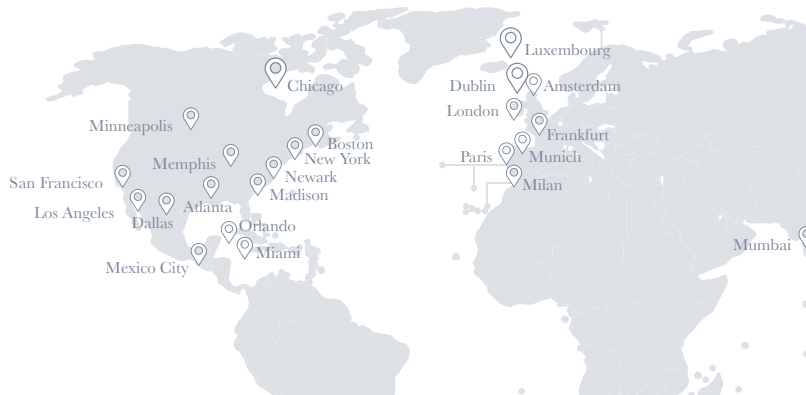 Luxembourg
Chicago
Dublin
Amsterdam
London
Minneapolis
Frankfurt
Boston
New York
Memphis
Paris
Munich
Newark
San Francisco
Milan
Madison
Atlanta
Los Angeles
Dallas
Orlando
Mumbai
Miami
Mexico City